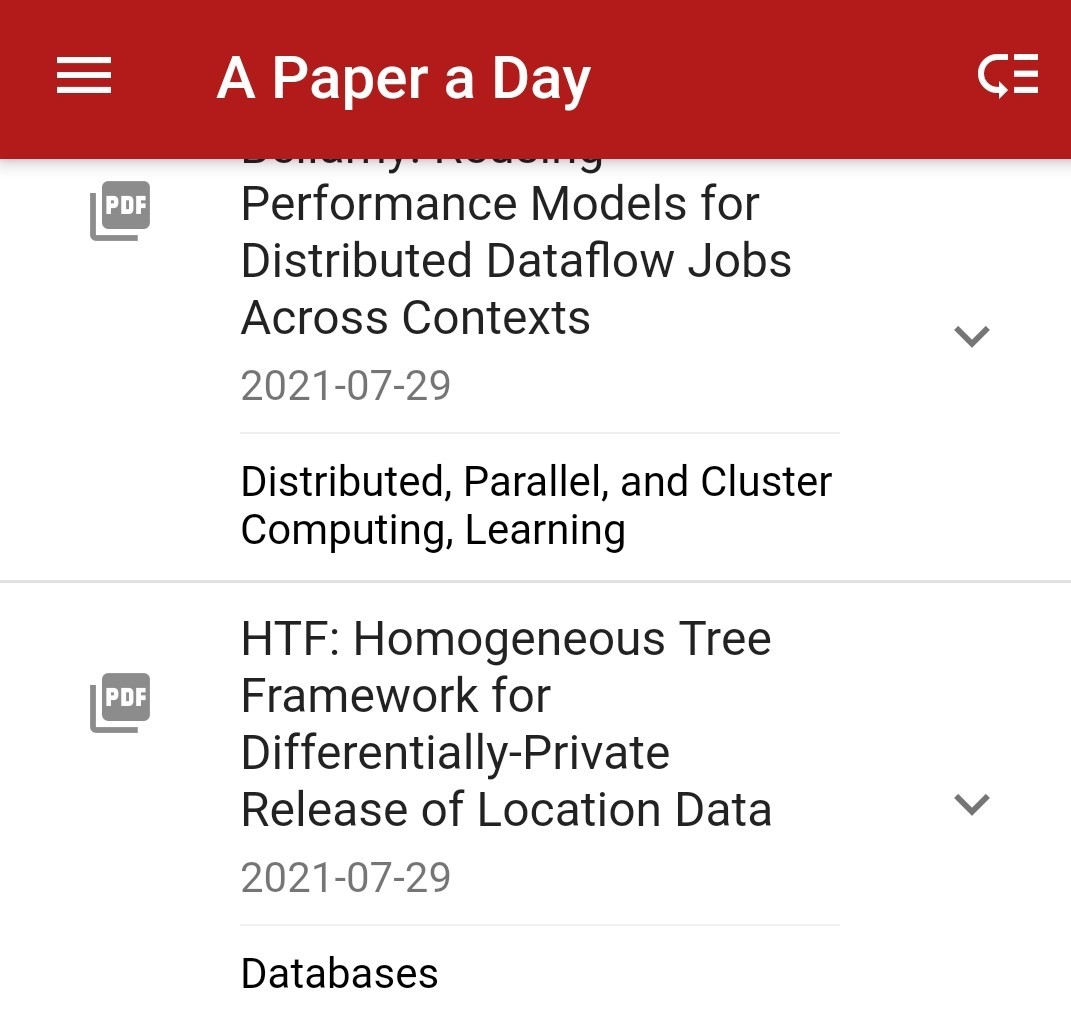 A Paper a Day
Performance Models for
Distributed Dataflow Jobs
Across Contexts
2021-07-29
Distributed, Parallel, and Cluster
Computing, Learning
HTF: Homogeneous Tree
Framework for
Differentially-Private
Release of Location Data
2021-07-29
Databases
PDF
PDF